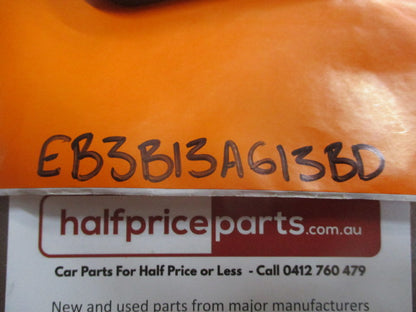 EB3B13A613BD
halfpriceparts.com.au
Car Parts For Half Price or Less - Call 0412 760 479
New and used parts from major manufacturers